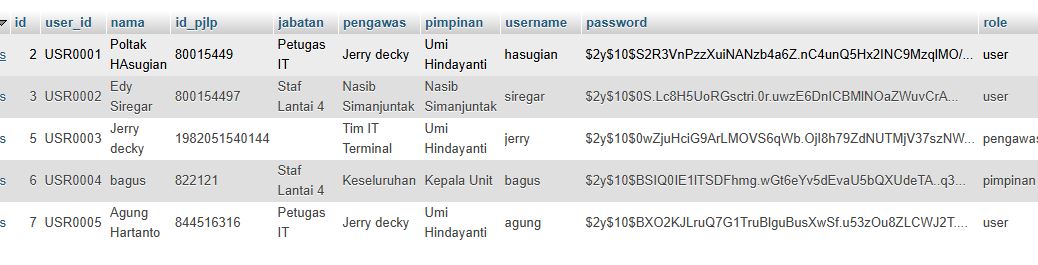 id user_id nama id_pjlp jabatan pengawas pimpinan username password role
s 2 USR0001 Poltak HAsugian 80015449 Petugas IT Jerry decky Umi Hindayanti hasugian $2y$10$S2R3VnPzzXuiNANzb4a6Z.nC4unQ5Hx2INC9MzqIMO/... user
s 3 USR0002 Edy Siregar 800154497 Staf Lantai 4 Nasib Simanjuntak Nasib Simanjuntak siregar $2y$10$0S.Lc8H5UoRGsctri.0r.uwzE6DnICBMlNOaZWuvCrA... user
s 5 USR0003 Jerry decky 1982051540144 Tim IT Terminal Umi Hindayanti jerry $2y$10$0wZjuHciG9ArLMOVS6qWb.OjI8h79ZdNUTMjV37szNW... pengawas
s 6 USR0004 bagus 822121 Staf Lantai 4 Keseluruhan Kepala Unit bagus $2y$10$BSIQ0IE1lTSDFhmg.wGt6eYv5dEvaU5bQXUdeTA..q3... pimpinan
s 7 USR0005 Agung Hartanto 844516316 Petugas IT Jerry decky Umi Hindayanti agung $2y$10$BXO2KJLruQ7G1TruBlguBusXwSf.u53zOu8ZLCWJ2T.... user